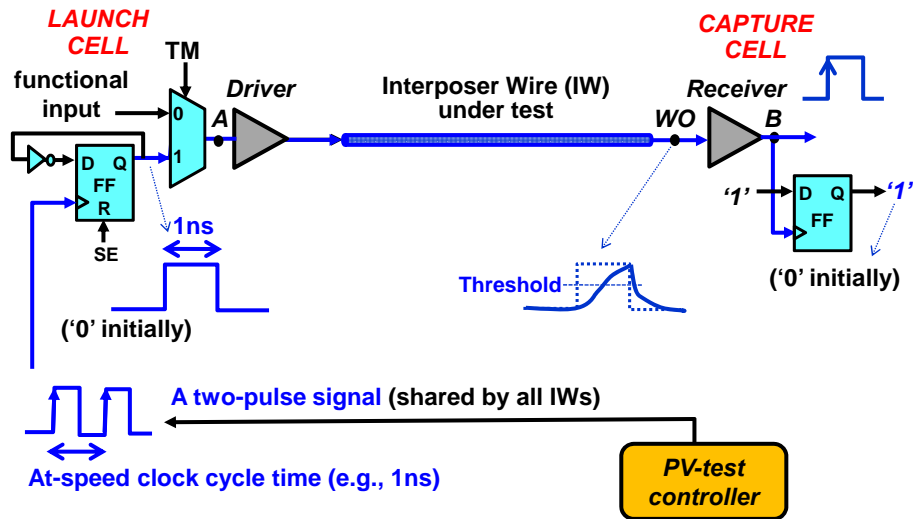 LAUNCH
CELL
CAPTURE
CELL
TM
functional
input
Driver
Interposer Wire (IW)
under test
Receiver
0
A
WO
B
1
D Q
FF
R
SE
1ns
'1'
D Q
'1'
FF
Threshold
('0' initially)
('0' initially)
A two-pulse signal (shared by all IWs)
At-speed clock cycle time (e.g., 1ns)
PV-test
controller